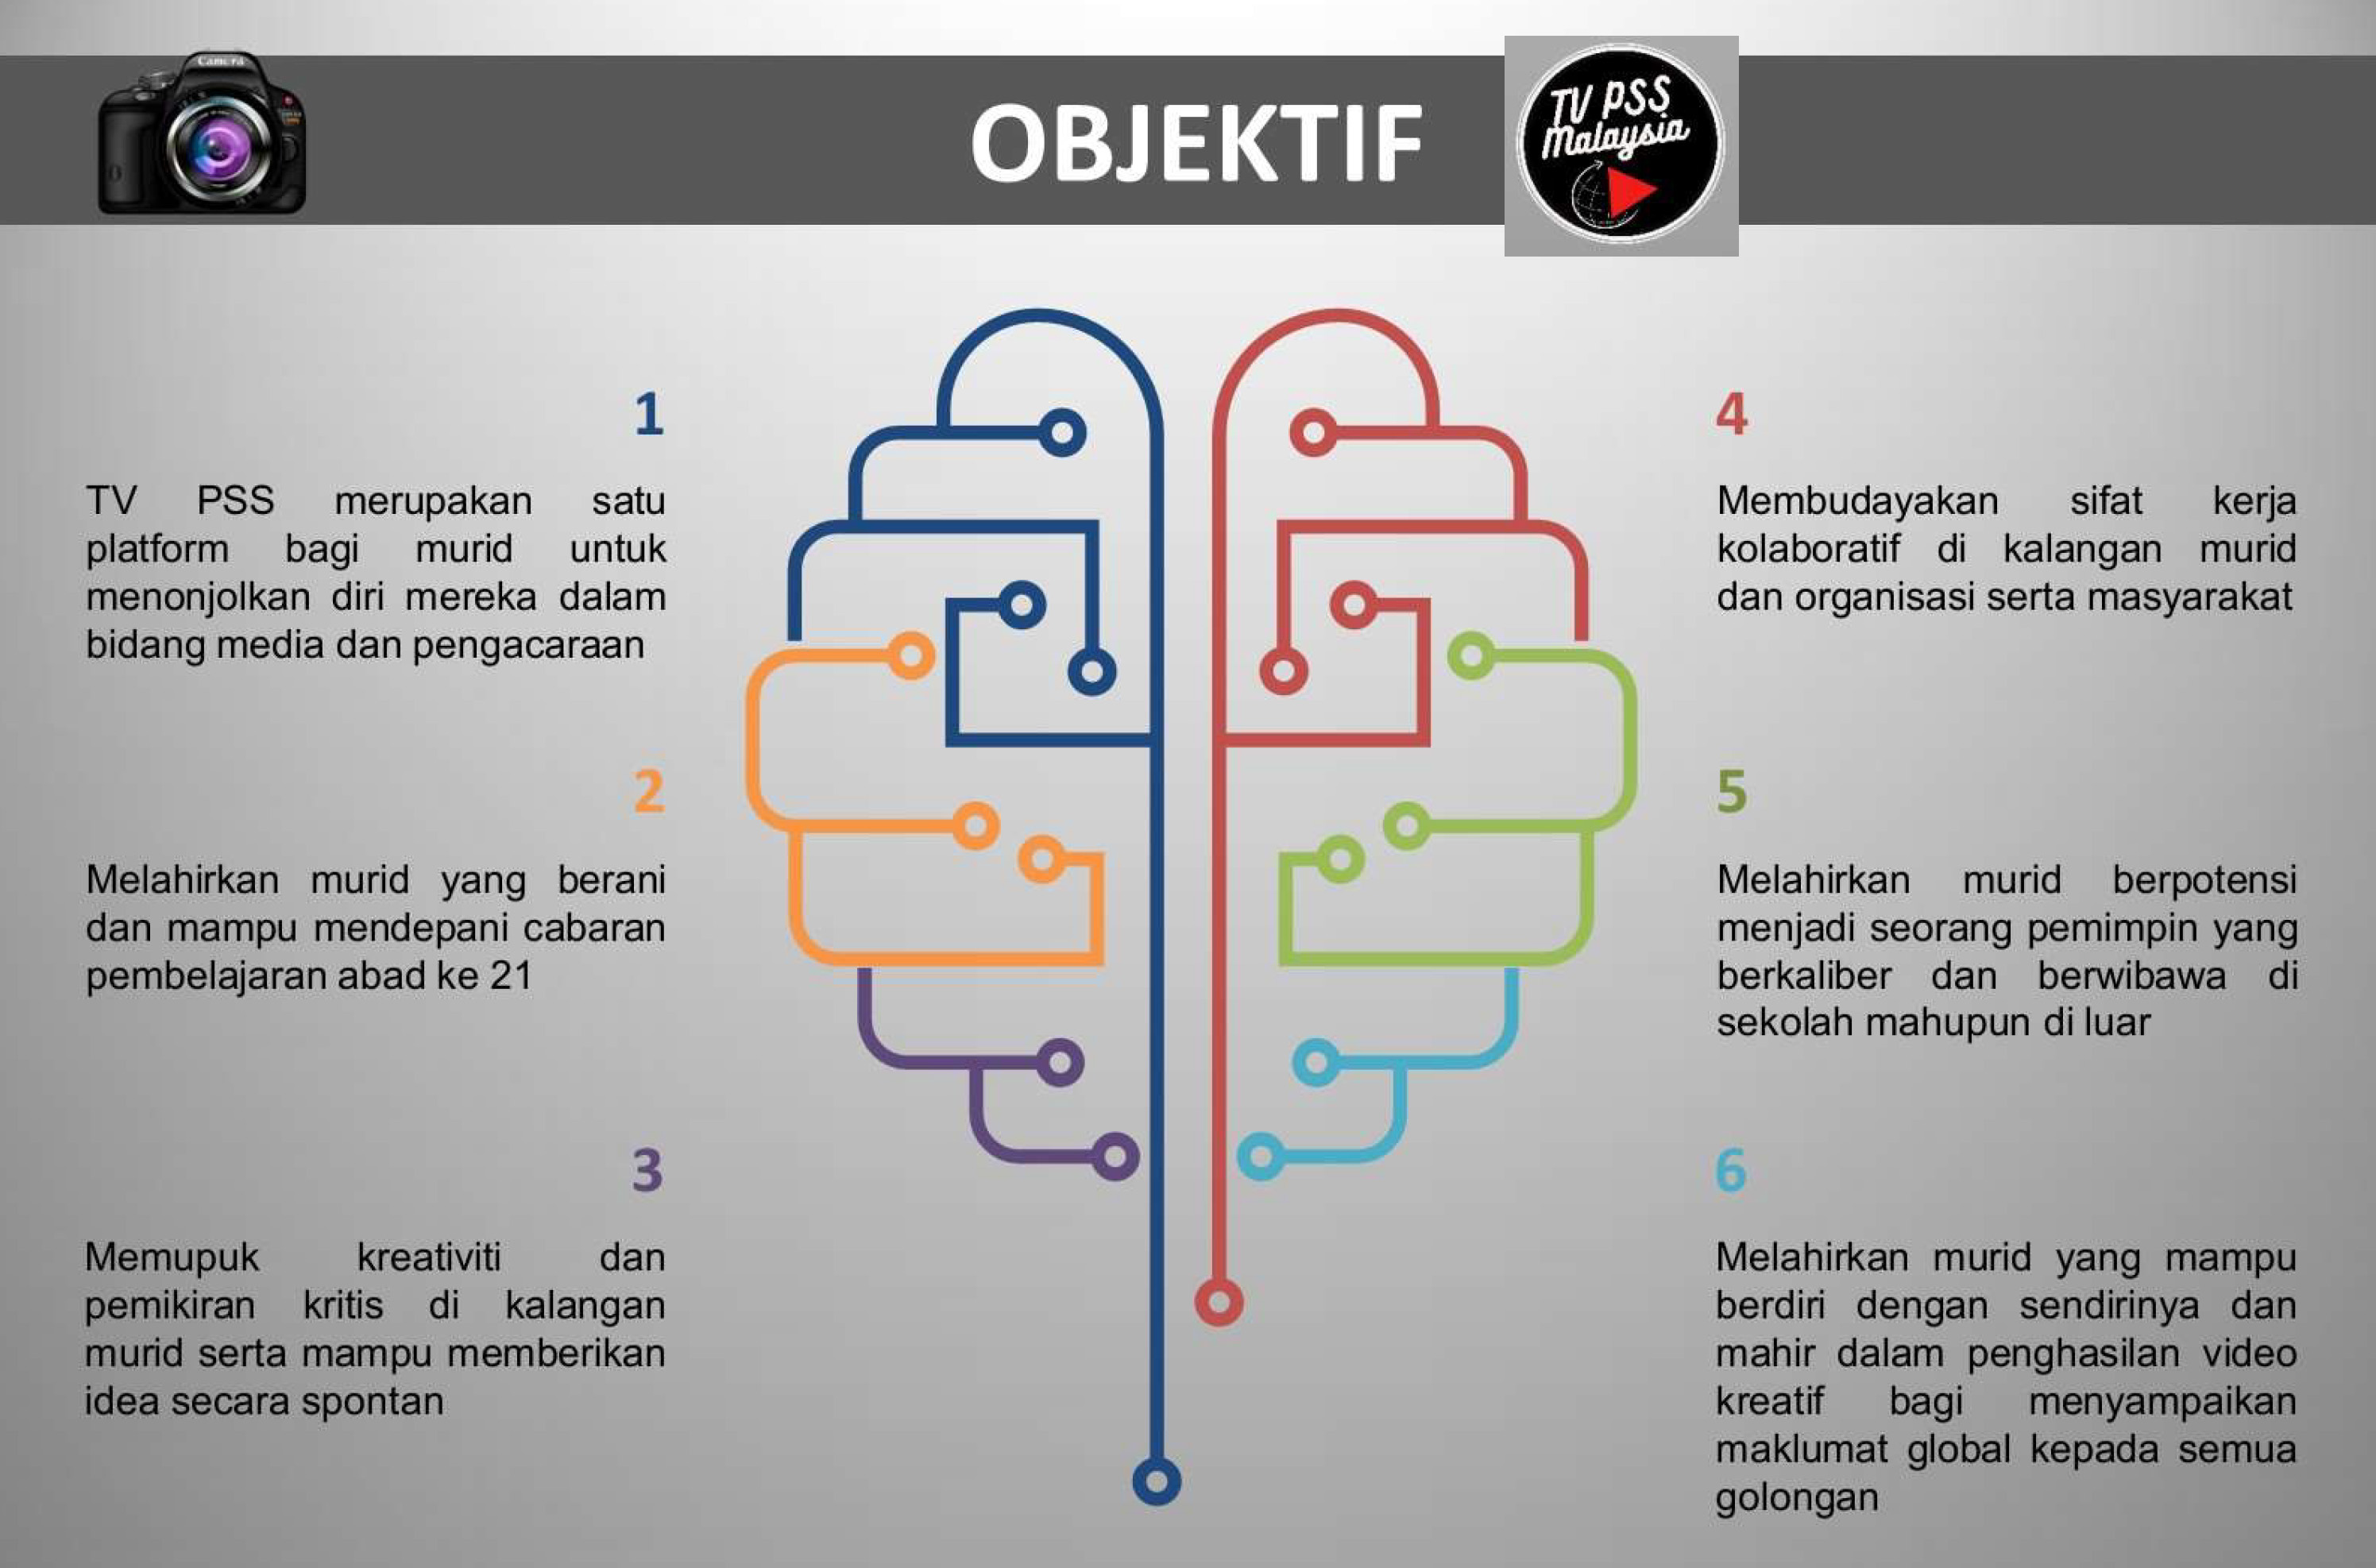 Camera
OBJEKTIF
TV PSS
Malaysia
1
TV PSS merupakan satu
platform bagi murid untuk
menonjolkan diri mereka dalam
bidang media dan pengacaraan
2
Melahirkan murid yang berani
dan mampu mendepani cabaran
pembelajaran abad ke 21
3
Memupuk kreativiti dan
pemikiran kritis di kalangan
murid serta mampu memberikan
idea secara spontan
4
Membudayakan sifat kerja
kolaboratif di kalangan murid
dan organisasi serta masyarakat
5
Melahirkan murid berpotensi
menjadi seorang pemimpin yang
berkaliber dan berwibawa di
sekolah mahupun di luar
6
Melahirkan murid yang mampu
berdiri dengan sendirinya dan
mahir dalam penghasilan video
kreatif bagi menyampaikan
maklumat global kepada semua
golongan